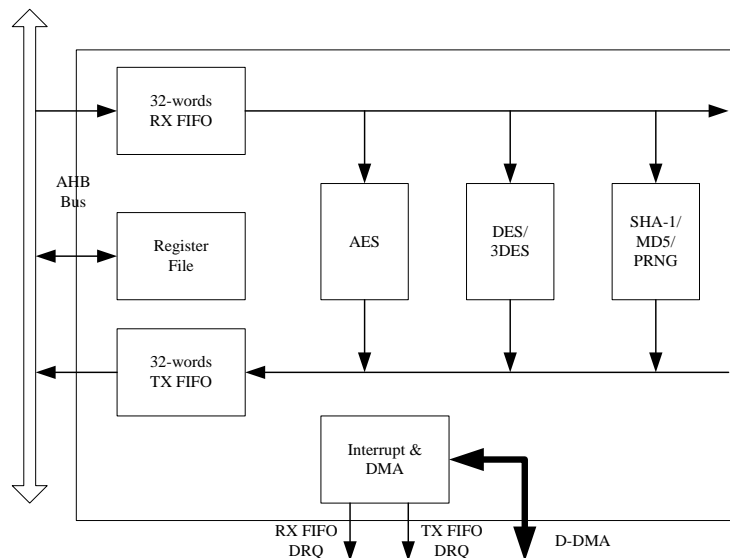 32-words
RX FIFO
AHB
Bus
Register
File
AES
DES/
3DES
SHA-1/
MD5/
PRNG
32-words
TX FIFO
Interrupt &
DMA
RX FIFO
DRQ
TX FIFO
DRQ
D-DMA